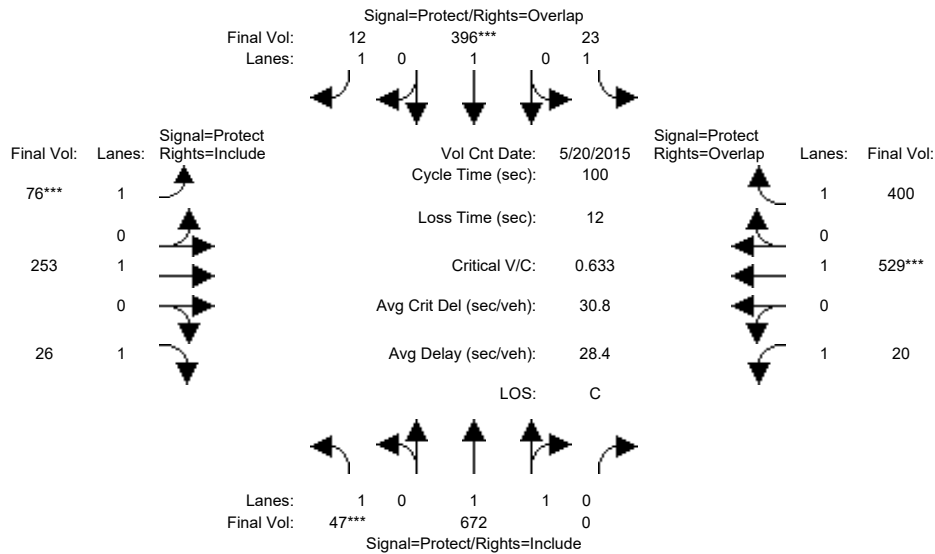 Signal=Protect/Rights=Overlap
Final Vol: 12 396*** 23
Lanes: 1 0 1 0 1
Signal=Protect Signal=Protect
Final Vol: Lanes: Rights=Include Vol Cnt Date: 5/20/2015 Rights=Overlap Lanes: Final Vol:
Cycle Time (sec): 100
76*** 1 1 400
Loss Time (sec): 12
0 0
253 1 Critical V/C: 0.633 1 529***
0 Avg Crit Del (sec/veh): 30.8 0
26 1 Avg Delay (sec/veh): 28.4 1 20
LOS: C
Lanes: 1 0 1 1 0
Final Vol: 47*** 672 0
Signal=Protect/Rights=Include